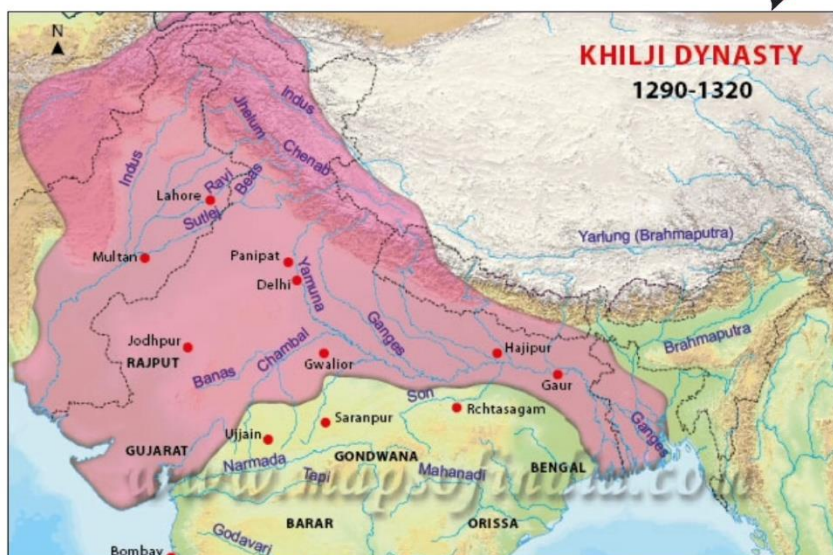 N
KHILJI DYNASTY
1290-1320
Indus
Jhelum
Chenab
Indus
Ravi
Beas
Lahore
Sutlej
Yarlung (Brahmaputra)
Multan
Panipat
Delhi
Yamuna
Jodhpur
RAJPUT
Banas
Chambal
Gwalior
Ganges
Hajipur
Brahmaputra
Gaur
Son
Rchtasagam
Saranpur
Ujjain
Ganges
GUJARAT
Narmada
GONDWANA
BENGAL
Tapi
Mahanadi
www.mapsofindia.com
BARAR
ORISSA
Godavari
Bombay